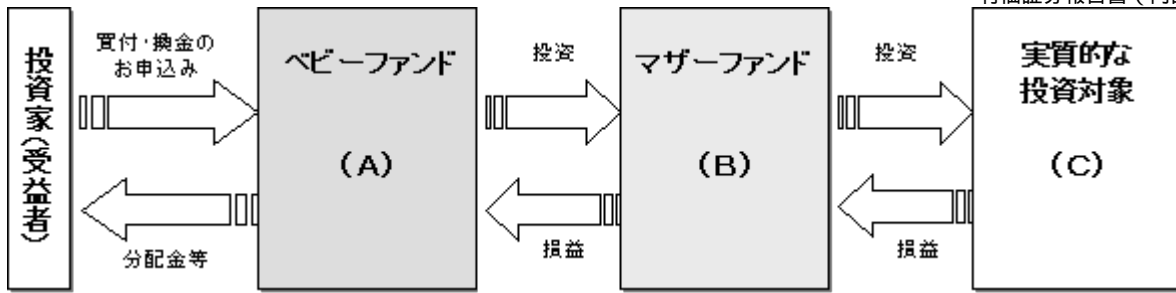 投資家(受益者)
買付・換金の
お申込み
分配金等
ベビーファンド
(A)
投資
損益
マザーファンド
(B)
投資
損益
実質的な
投資対象
(C)